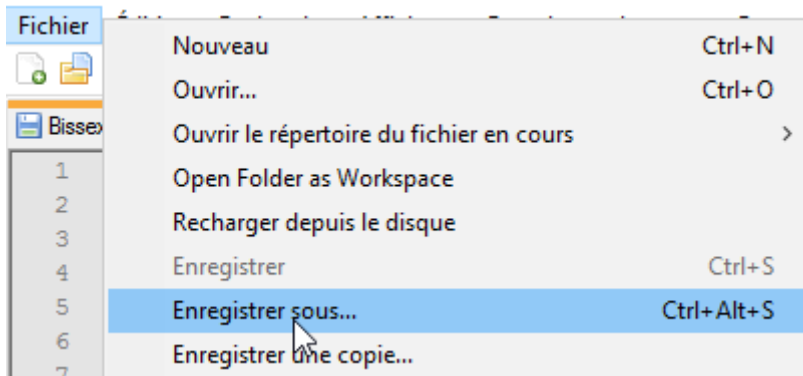 Fichier
Nouveau Ctrl+N
Ouvrir... Ctrl+O
Bissex
Ouvrir le répertoire du fichier en cours
1
Open Folder as Workspace
2
Recharger depuis le disque
3
Enregistrer Ctrl+S
4
Enregistrer sous... Ctrl+Alt+S
5
Enregistrer une copie...
6
7